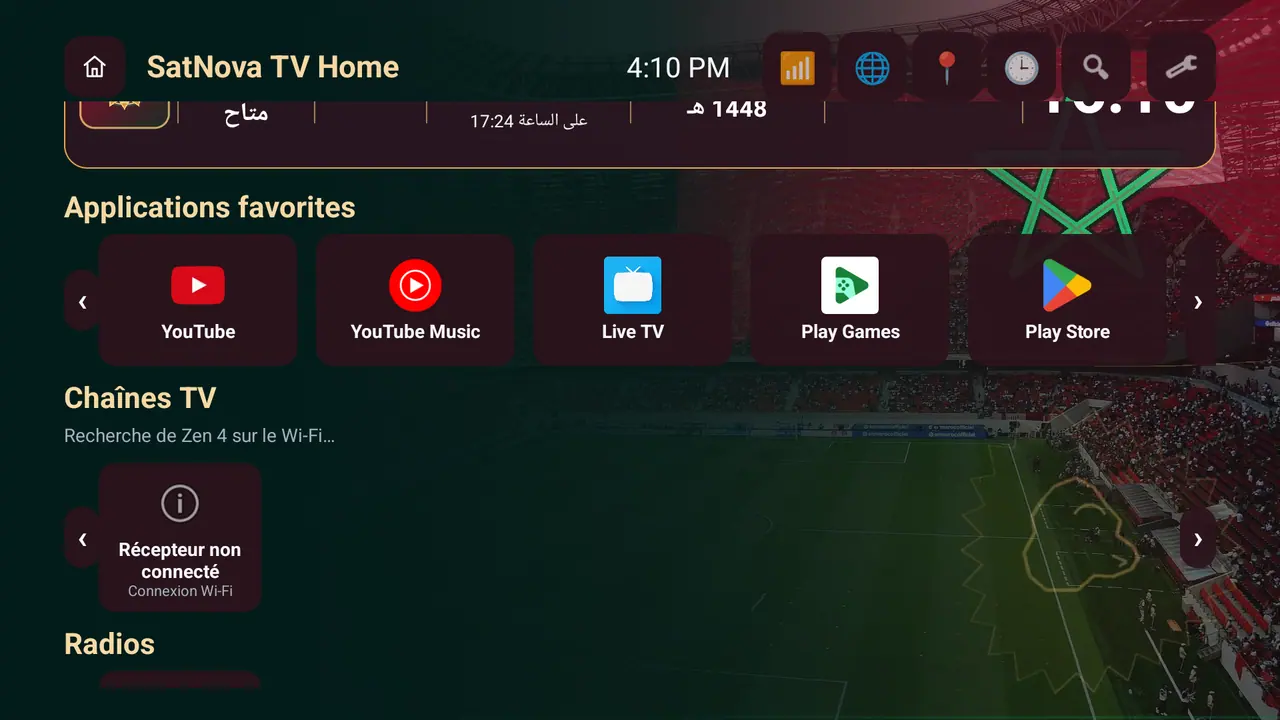 SatNova TV Home
4:10 PM
متاح
على الساعة 17:24
1448 هـ
Applications favorites
YouTube
YouTube Music
Live TV
Play Games
Play Store
Chaînes TV
Recherche de Zen 4 sur le Wi-Fi…
Récepteur non
connecté
Connexion Wi-Fi
Radios